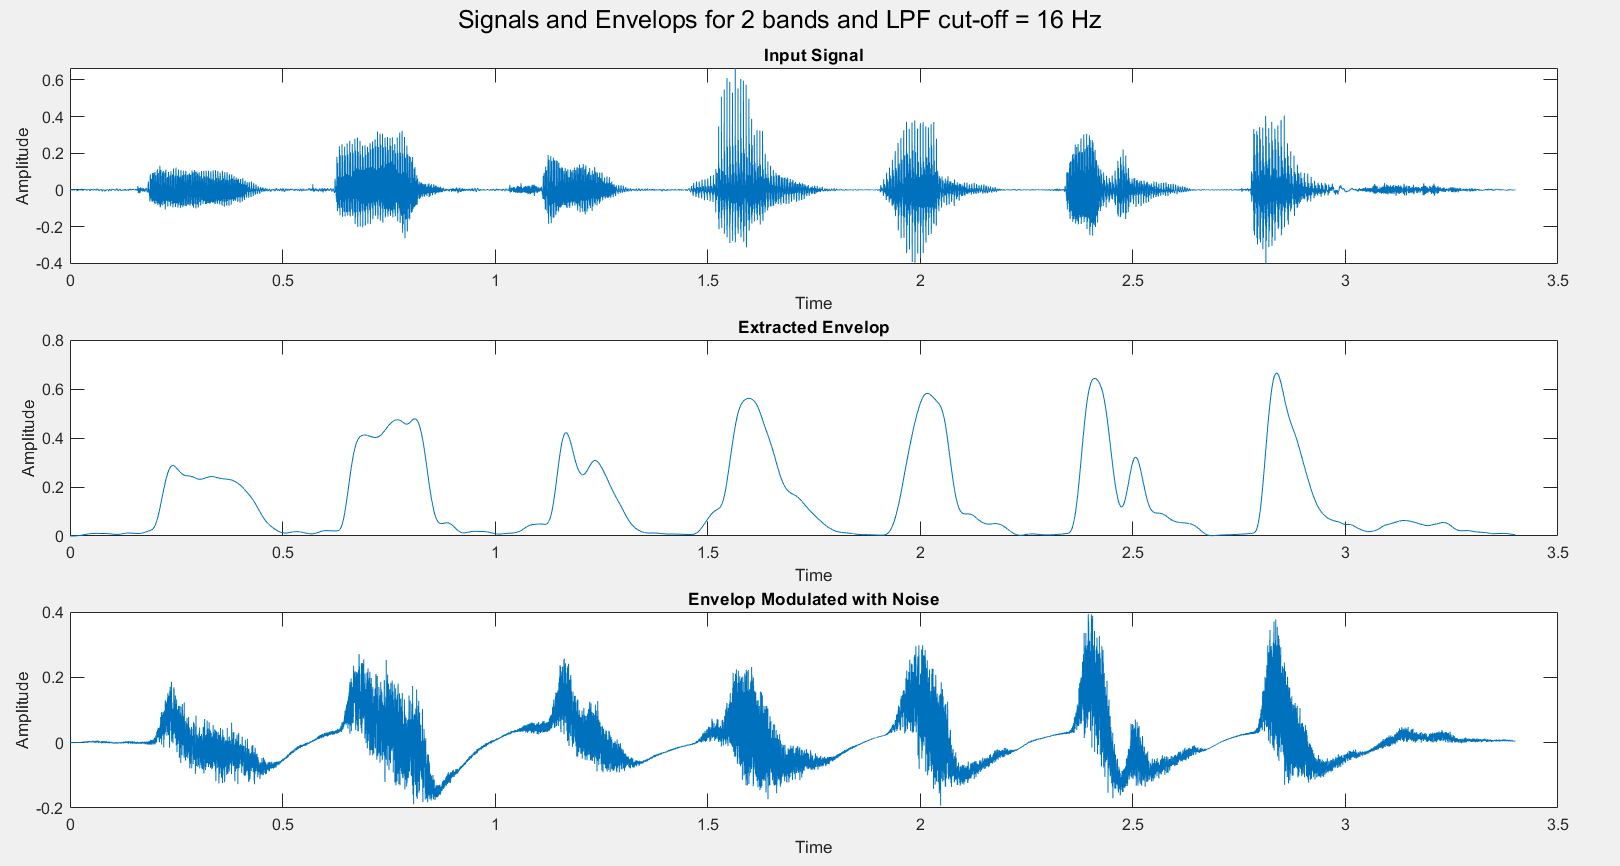 Signals and Envelops for 2 bands and LPF cut-off = 16 Hz
Input Signal
0.6
0.4
0.2
0
-0.2
-0.4
Amplitude
0 0.5 1 1.5 2 2.5 3 3.5
Time
Extracted Envelop
0.8
0.6
0.4
0.2
0
Amplitude
0 0.5 1 1.5 2 2.5 3 3.5
Time
Envelop Modulated with Noise
0.4
0.2
0
-0.2
Amplitude
0 0.5 1 1.5 2 2.5 3 3.5
Time